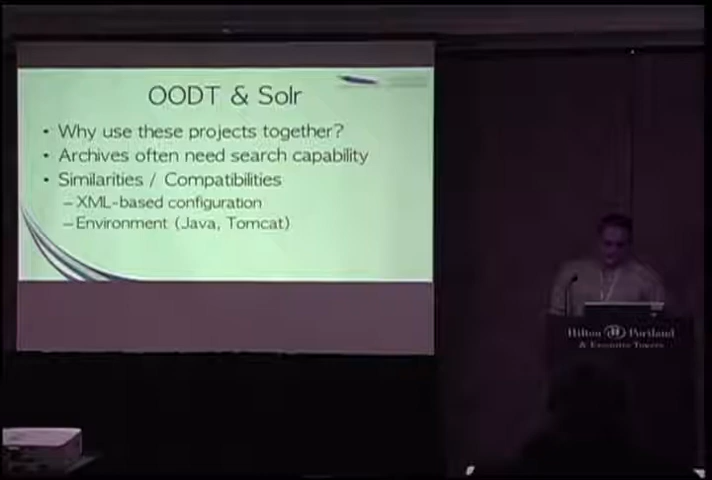 OODT & Solr
• Why use these projects together?
• Archives often need search capability
• Similarities / Compatibilities
– XML-based configuration
– Environment (Java, Tomcat)
Hilton Portland
& Executive Tower